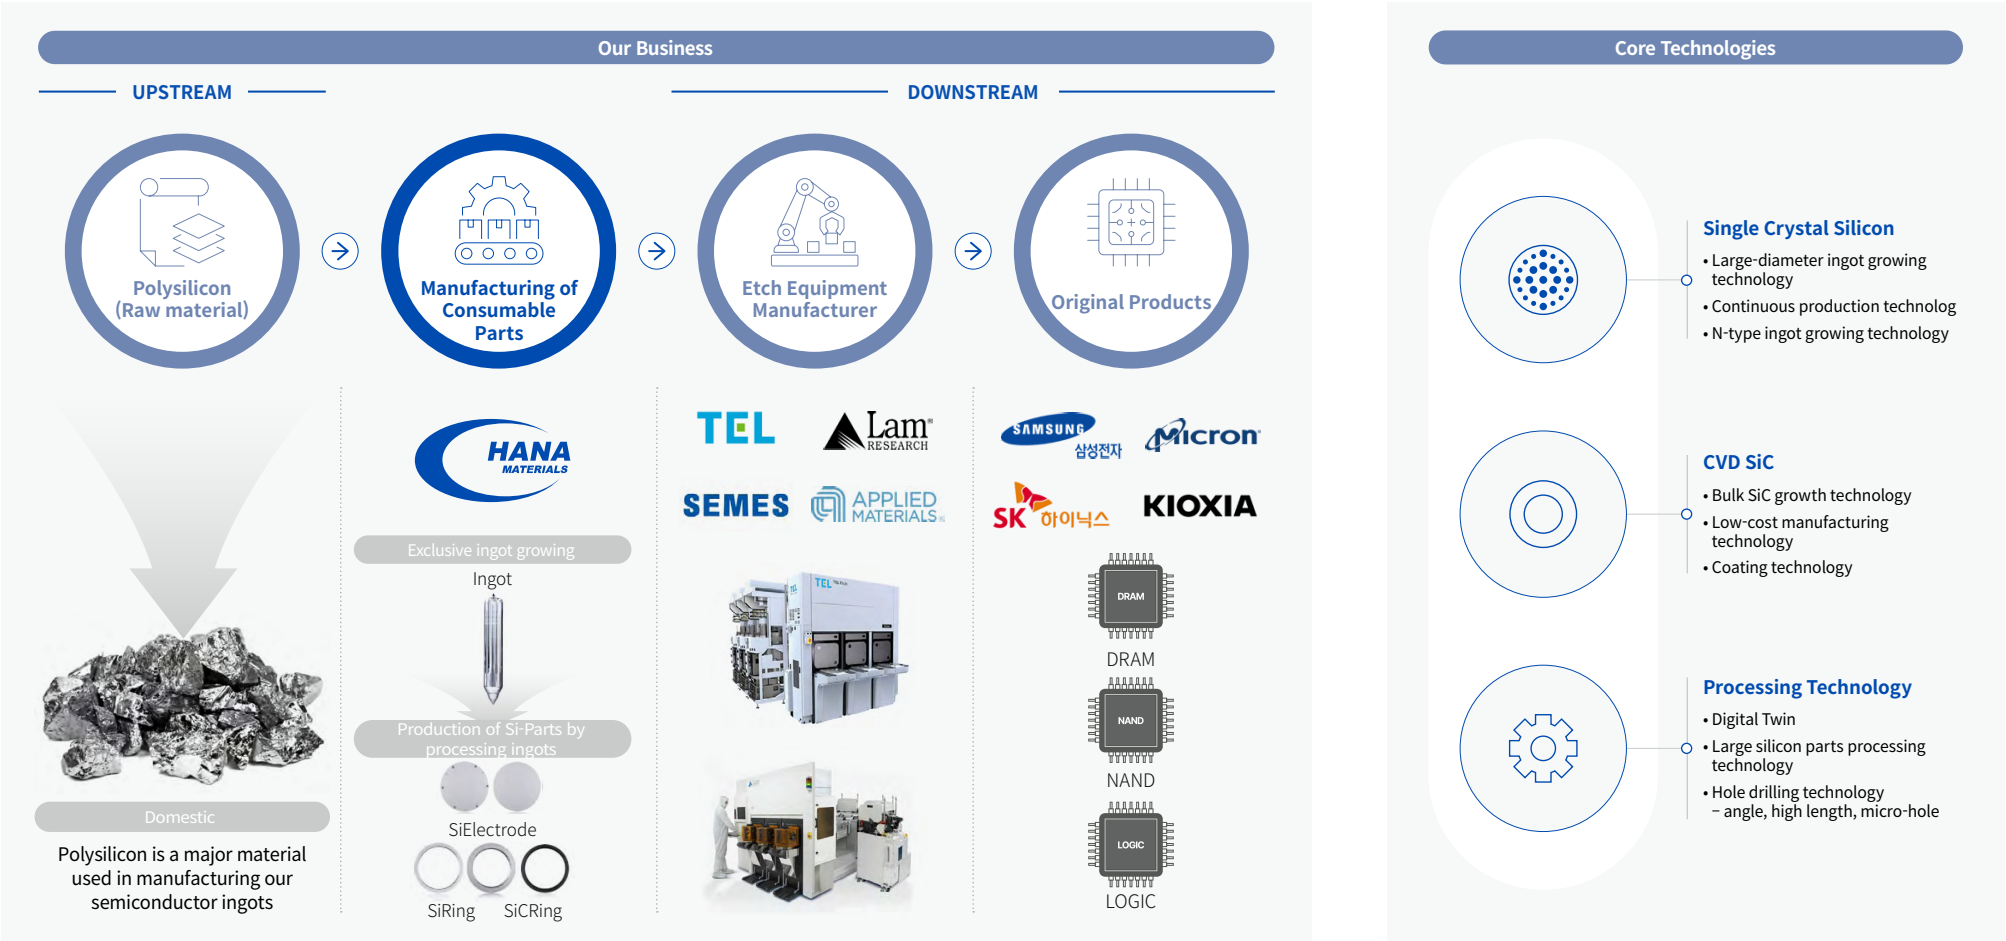 Our Business
UPSTREAM
DOWNSTREAM
Polysilicon
(Raw material)
Manufacturing of
Consumable
Parts
Etch Equipment
Manufacturer
Original Products
HANA
MATERIALS
TEL
Lam
RESEARCH
SEMES
APPLIED
MATERIALS
SAMSUNG
삼성전자
Micron
SK 하이닉스
KIOXIA
Exclusive ingot growing
Ingot
Production of Si-Parts by
processing ingots
SiElectrode
SiRing
SiCRing
Domestic
Polysilicon is a major material
used in manufacturing our
semiconductor ingots
TEL
DRAM
DRAM
NAND
NAND
LOGIC
LOGIC
Core Technologies
Single Crystal Silicon
• Large-diameter ingot growing
technology
• Continuous production technolog
• N-type ingot growing technology
CVD SiC
• Bulk SiC growth technology
• Low-cost manufacturing
technology
• Coating technology
Processing Technology
• Digital Twin
• Large silicon parts processing
technology
• Hole drilling technology
– angle, high length, micro-hole